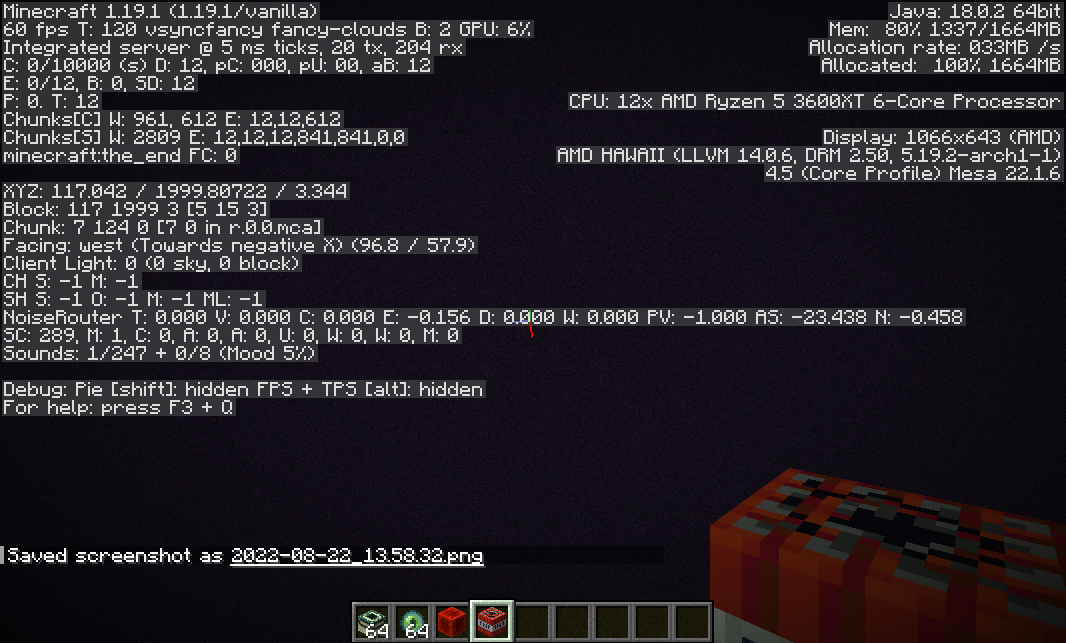 Minecraft 1.19.1 (1.19.1/vanilla)
60 fps T: 120 vsyncfancy fancy-clouds B: 2 GPU: 6%
Integrated server @ 5 ms ticks, 20 tx, 204 rx
C: 0/10000 (s) D: 12, pC: 000, pU: 00, aB: 12
E: 0/12, B: 0, SD: 12
P: 0. T: 12
Chunks[C] W: 961, 612 E: 12,12,612
Chunks[S] W: 2809 E: 12,12,12,841,841,0,0
minecraft:the_end FC: 0
XYZ: 117.042 / 1999.80722 / 3.344
Block: 117 1999 3 [5 15 3]
Chunk: 7 124 0 [7 0 in r.0.0.mca]
Facing: west (Towards negative X) (96.8 / 57.9)
Client Light: 0 (0 sky, 0 block)
CH S: -1 M: -1
SH S: -1 O: -1 M: -1 ML: -1
NoiseRouter T: 0.000 V: 0.000 C: 0.000 E: -0.156 D: 0.000 W: 0.000 PV: -1.000 AS: -23.438 N: -0.458
SC: 289, M: 1, C: 0, A: 0, A: 0, U: 0, W: 0, W: 0, M: 0
Sounds: 1/247 + 0/8 (Mood 5%)
Debug: Pie [shift]: hidden FPS + TPS [alt]: hidden
For help: press F3 + Q
Java: 18.0.2 64bit
Mem: 80% 1337/1664MB
Allocation rate: 033MB /s
Allocated: 100% 1664MB
CPU: 12x AMD Ryzen 5 3600XT 6-Core Processor
Display: 1066x643 (AMD)
AMD HAWAII (LLVM 14.0.6, DRM 2.50, 5.19.2-arch1-1)
4.5 (Core Profile) Mesa 22.1.6
Saved screenshot as 2022-08-22_13.58.32.png
64
64